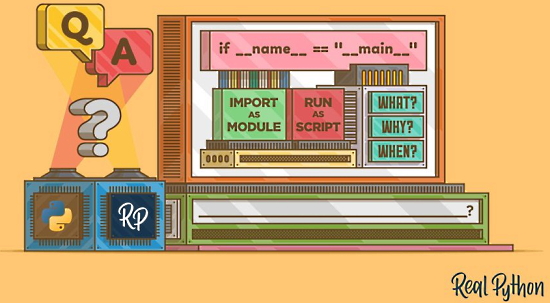 Q
A
if __name__ == "__main__"
IMPORT
AS
MODULE
RUN
AS
SCRIPT
WHAT?
WHY?
WHEN?
?
RP
?
Real Python